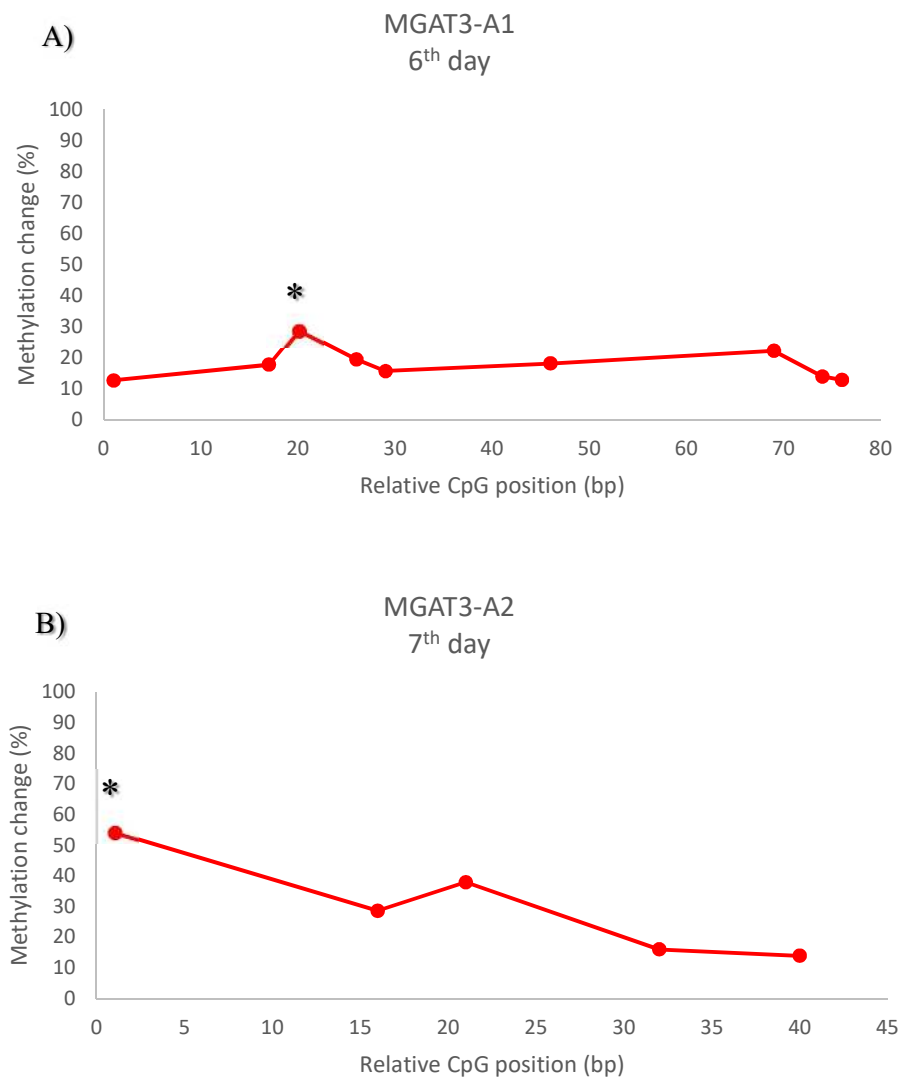 A)
MGAT3-A1
6th day
Methylation change (%)
100
90
80
70
60
50
40
30
20
10
0
*
0 10 20 30 40 50 60 70 80
Relative CpG position (bp)
B)
MGAT3-A2
7th day
Methylation change (%)
100
90
80
70
60
50
40
30
20
10
0
*
0 5 10 15 20 25 30 35 40 45
Relative CpG position (bp)